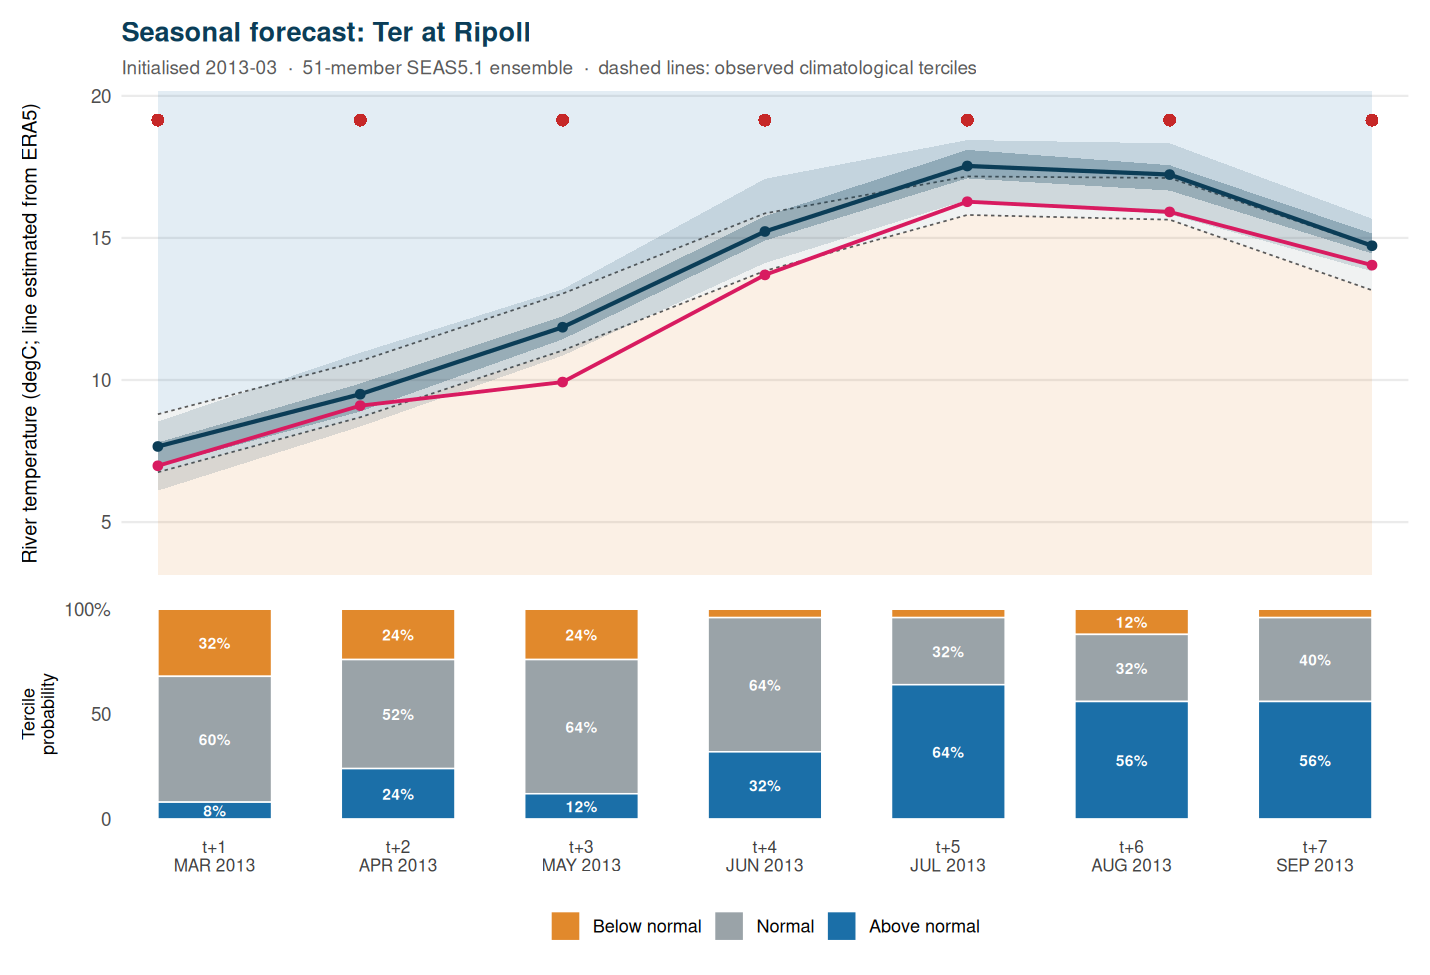 Seasonal forecast: Ter at Ripoll
Initialised 2013-03 · 51-member SEAS5.1 ensemble · dashed lines: observed climatological terciles
River temperature (degC; line estimated from ERA5)
20
15
10
5
Tercile
probability
100%
50
0
32%
24%
24%
12%
60%
52%
64%
64%
32%
32%
40%
8%
24%
12%
32%
64%
56%
56%
t+1
MAR 2013
t+2
APR 2013
t+3
MAY 2013
t+4
JUN 2013
t+5
JUL 2013
t+6
AUG 2013
t+7
SEP 2013
Below normal
Normal
Above normal